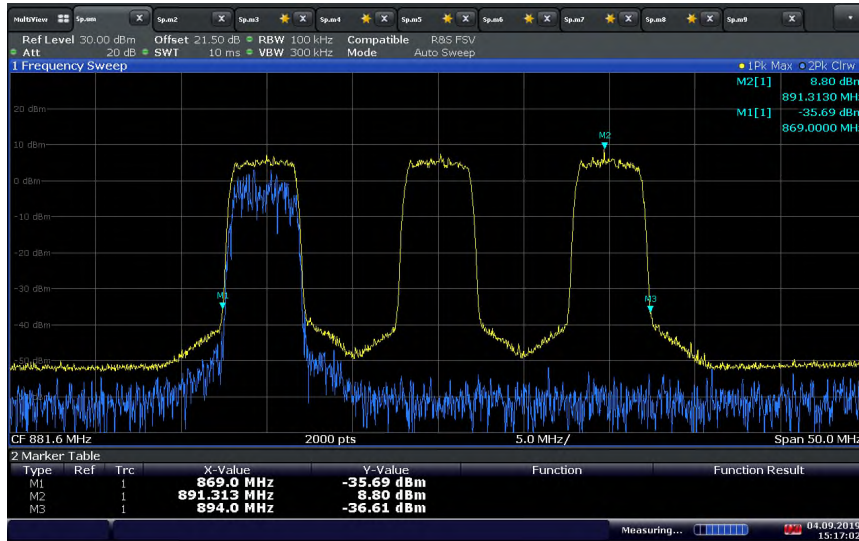 MultiView Sp.um X Sp.m2 X Sp.m3 X Sp.m4 X Sp.m5 X Sp.m6 X Sp.m7 X Sp.m8 X Sp.m9 X
Ref Level 30.00 dBm Offset 21.50 dB RBW 100 kHz Compatible R&S FSV
Att 20 dB SWT 10 ms VBW 300 kHz Mode Auto Sweep
1 Frequency Sweep 1Pk Max 2Pk Clrw
M2[1] 8.80 dBm
891.3130 MHz
M1[1] -35.69 dBm
869.0000 MHz
20 dBm
M2
10 dBm
0 dBm
-10 dBm
-20 dBm
-30 dBm
M1 M3
-40 dBm
-50 dBm
CF 881.6 MHz 2000 pts 5.0 MHz/ Span 50.0 MHz
2 Marker Table
Type Ref Trc X-Value Y-Value Function Function Result
M1 1 869.0 MHz -35.69 dBm
M2 1 891.313 MHz 8.80 dBm
M3 1 894.0 MHz -36.61 dBm
Measuring... 04.09.2019
15:17:02